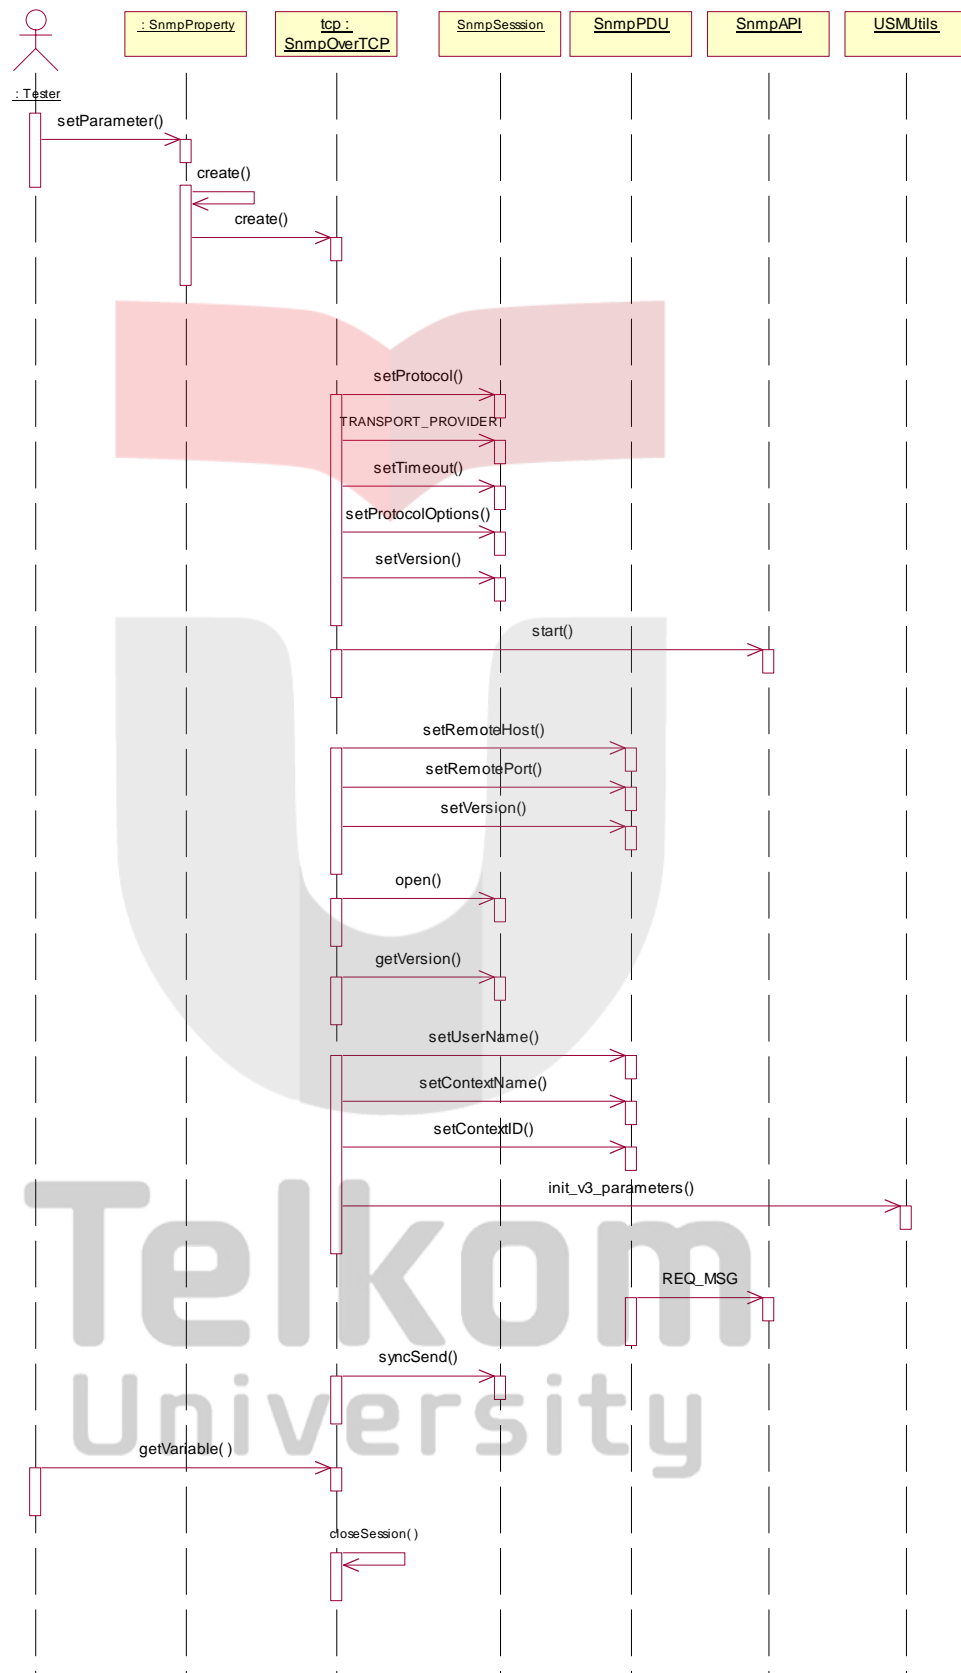 : SnmpProperty
tcp :
SnmpOverTCP
SnmpSesssion
SnmpPDU
SnmpAPI
USMUtils
: Tester
setParameter()
create()
create()
setProtocol()
TRANSPORT_PROVIDER
setTimeout()
setProtocolOptions()
setVersion()
start()
setRemoteHost()
setRemotePort()
setVersion()
open()
getVersion()
setUserName()
setContextName()
setContextID()
init_v3_parameters()
REQ_MSG
syncSend()
getVariable( )
closeSession( )
Telkom
University